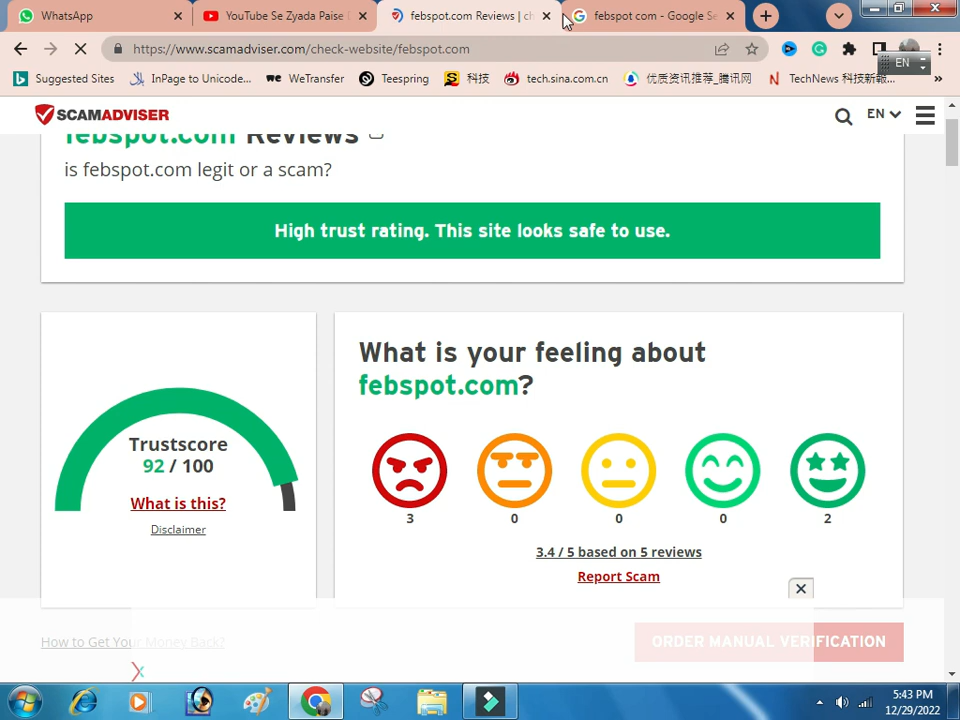 WhatsApp
YouTube Se Zyada Paise
febspot.com Reviews | ch
febspot com - Google Se
https://www.scamadviser.com/check-website/febspot.com
EN
Suggested Sites
InPage to Unicode...
WeTransfer
Teespring
科技
tech.sina.com.cn
优质资讯推荐_腾讯网
TechNews 科技新報...
»
SCAMADVISER
EN
febspot.com Reviews
is febspot.com legit or a scam?
High trust rating. This site looks safe to use.
Trustscore
92 / 100
What is this?
Disclaimer
What is your feeling about
febspot.com?
3
0
0
0
2
3.4 / 5 based on 5 reviews
Report Scam
How to Get Your Money Back?
ORDER MANUAL VERIFICATION
5:43 PM
12/29/2022